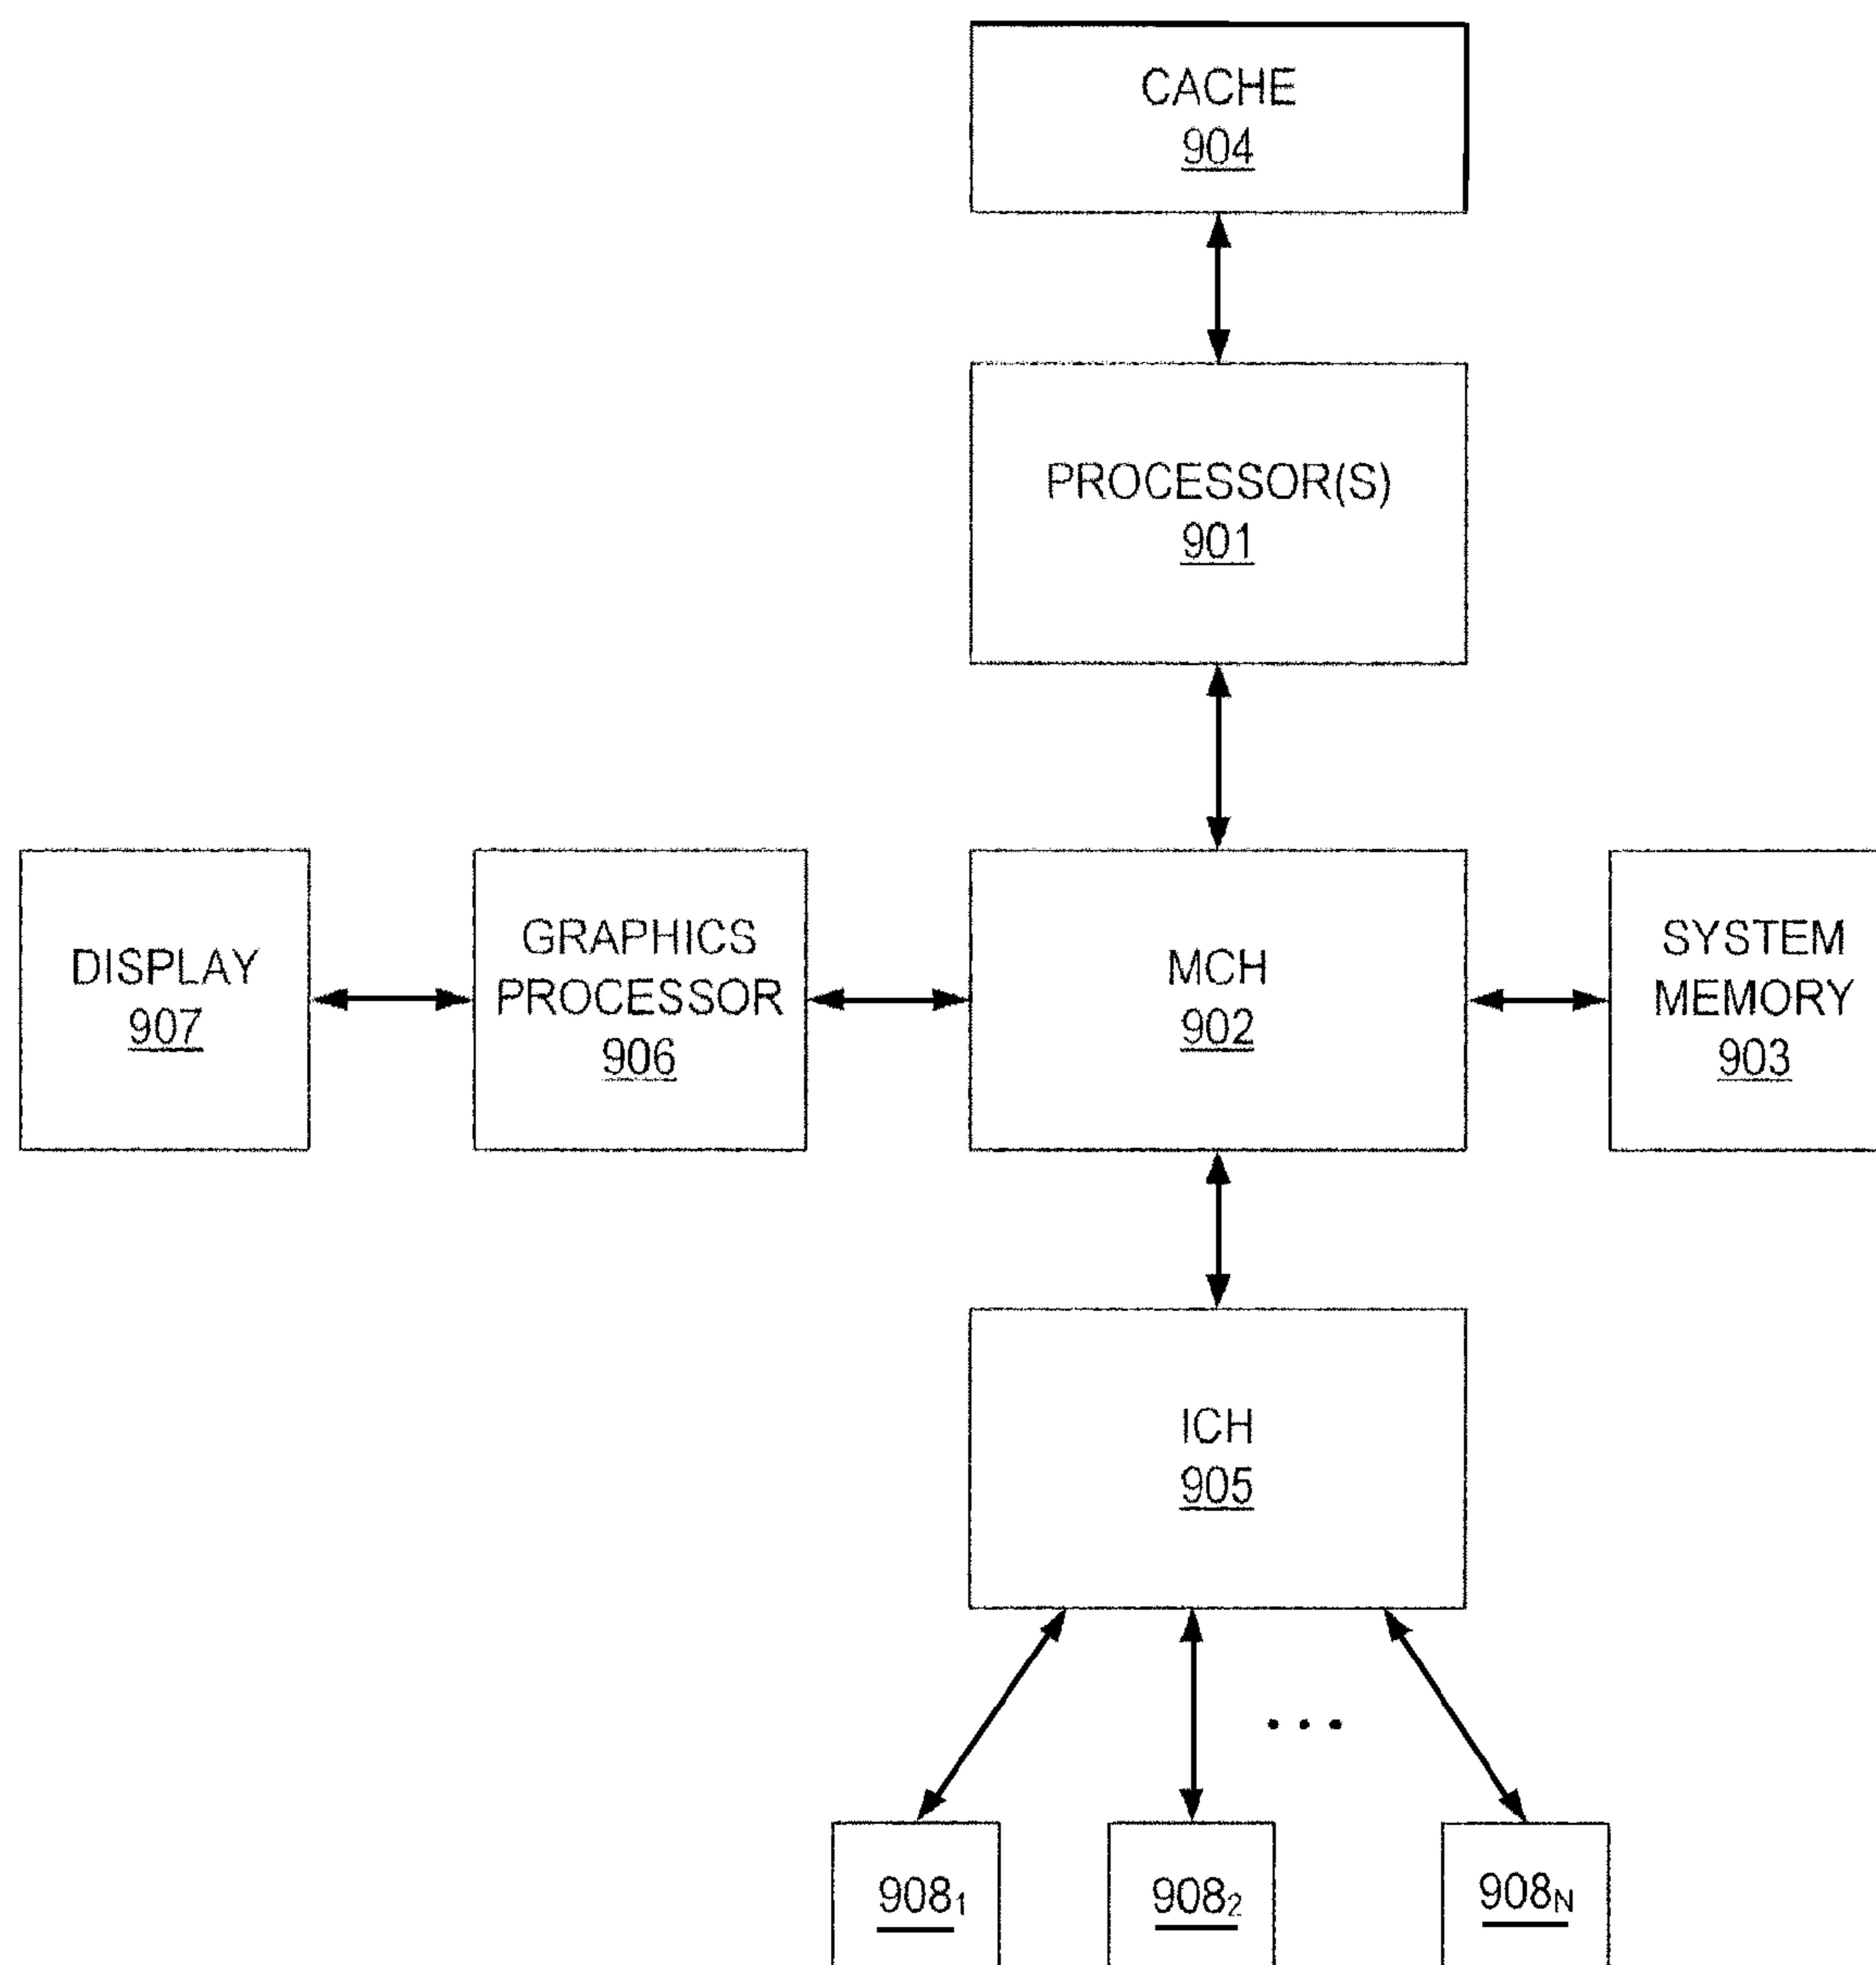 CACHE
904
PROCESSOR(S)
901
DISPLAY
907
GRAPHICS
PROCESSOR
906
MCH
902
SYSTEM
MEMORY
903
ICH
905
. . .
908₁
908₂
908N